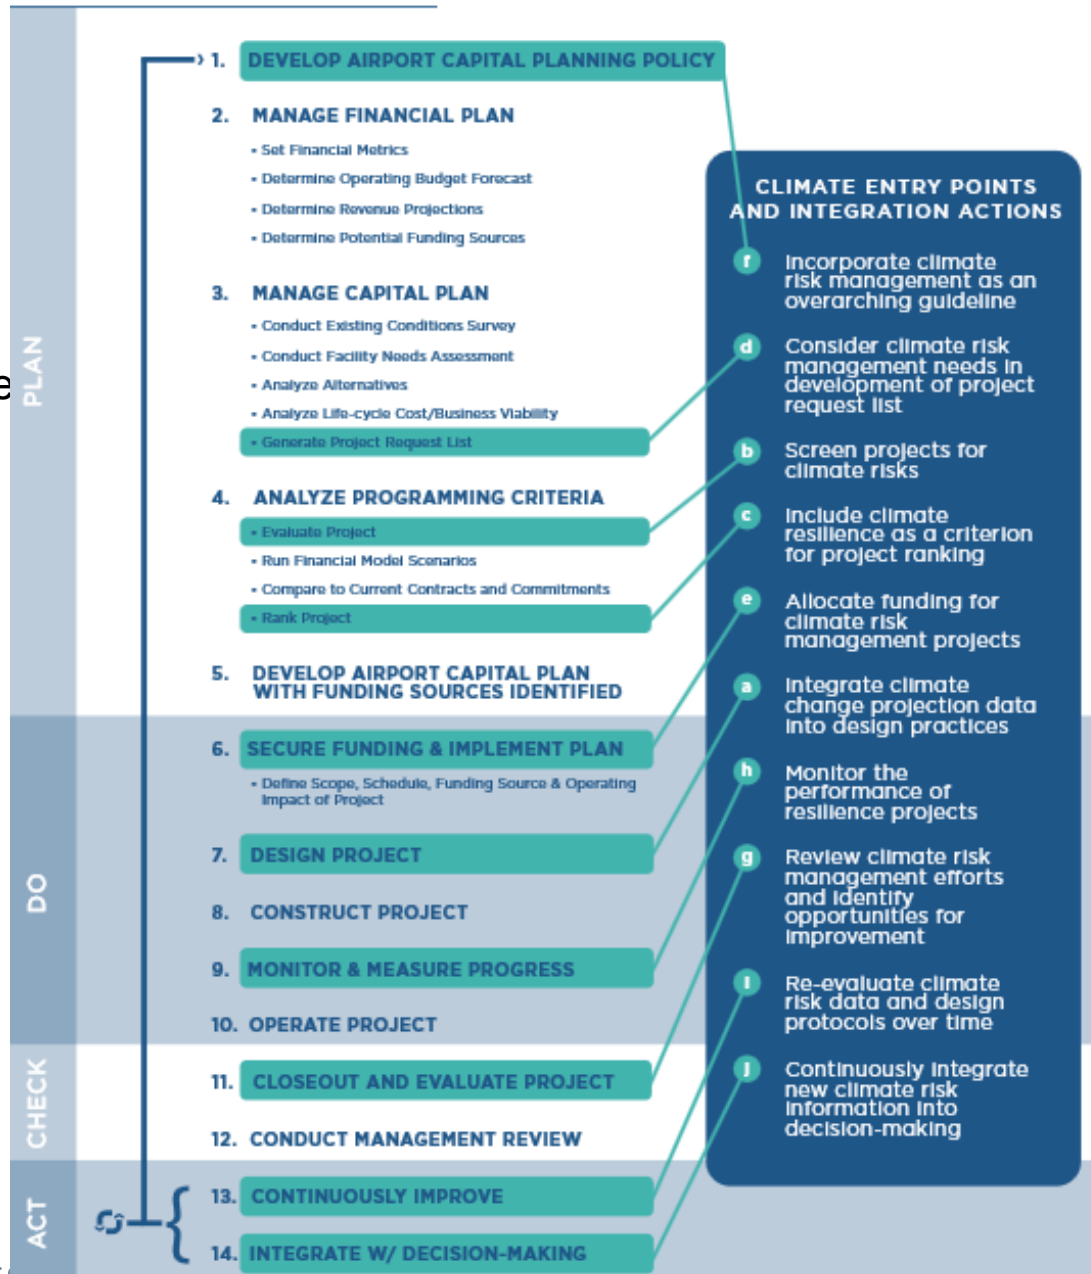 PLAN
1. DEVELOP AIRPORT CAPITAL PLANNING POLICY
2. MANAGE FINANCIAL PLAN
• Set Financial Metrics
• Determine Operating Budget Forecast
• Determine Revenue Projections
• Determine Potential Funding Sources
3. MANAGE CAPITAL PLAN
• Conduct Existing Conditions Survey
• Conduct Facility Needs Assessment
• Analyze Alternatives
• Analyze Life-cycle Cost/Business Viability
• Generate Project Request List
4. ANALYZE PROGRAMMING CRITERIA
• Evaluate Project
• Run Financial Model Scenarios
• Compare to Current Contracts and Commitments
• Rank Project
5. DEVELOP AIRPORT CAPITAL PLAN
WITH FUNDING SOURCES IDENTIFIED
DO
6. SECURE FUNDING & IMPLEMENT PLAN
• Define Scope, Schedule, Funding Source & Operating
Impact of Project
7. DESIGN PROJECT
8. CONSTRUCT PROJECT
9. MONITOR & MEASURE PROGRESS
10. OPERATE PROJECT
CHECK
11. CLOSEOUT AND EVALUATE PROJECT
12. CONDUCT MANAGEMENT REVIEW
ACT
13. CONTINUOUSLY IMPROVE
14. INTEGRATE W/ DECISION-MAKING
CLIMATE ENTRY POINTS
AND INTEGRATION ACTIONS
f Incorporate climate
risk management as an
overarching guideline
d Consider climate risk
management needs in
development of project
request list
b Screen projects for
climate risks
c Include climate
resilience as a criterion
for project ranking
e Allocate funding for
climate risk
management projects
a Integrate climate
change projection data
into design practices
h Monitor the
performance of
resilience projects
g Review climate risk
management efforts
and identify
opportunities for
improvement
i Re-evaluate climate
risk data and design
protocols over time
j Continuously integrate
new climate risk
information into
decision-making
e